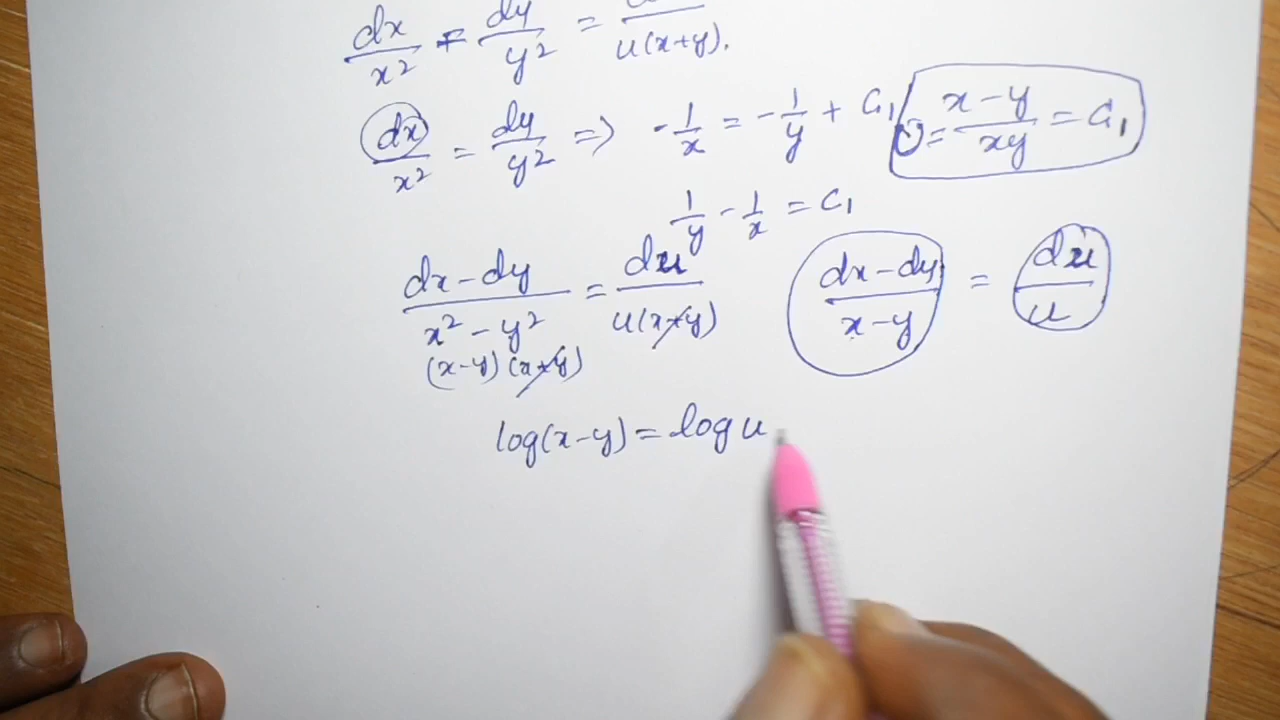 dx/x² = dy/y² = /u(x+y).
dx/x² = dy/y² => -1/x = -1/y + C₁
= x-y/xy = C₁
1/y - 1/x = C₁
dx-dy/x²-y² = du/u(x+y)
(x-y)(x+y)
dx-dy/x-y = du/u
log(x-y) = log u